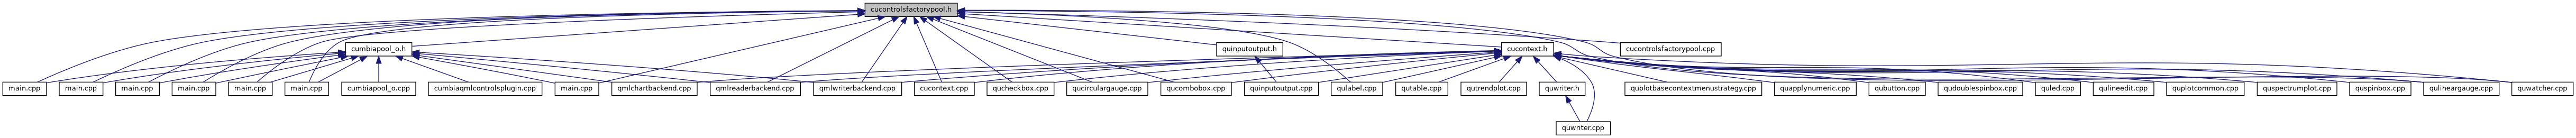 cucontrolsfactorypool.h
cumbiapool_o.h
quinputoutput.h
cucontext.h
cucontrolsfactorypool.cpp
main.cpp
main.cpp
main.cpp
main.cpp
main.cpp
main.cpp
cumbiapool_o.cpp
cumbiaqmlcontrolsplugin.cpp
main.cpp
qmlchartbackend.cpp
qmlreaderbackend.cpp
qmlwriterbackend.cpp
cucontext.cpp
qucheckbox.cpp
qucirculargauge.cpp
qucombobox.cpp
quinputoutput.cpp
qulabel.cpp
qutable.cpp
qutrendplot.cpp
quwriter.h
quplotbasecontextmenustrategy.cpp
quapplynumeric.cpp
qubutton.cpp
qudoublespinbox.cpp
quled.cpp
qulineedit.cpp
quplotcommon.cpp
quspectrumplot.cpp
quspinbox.cpp
qulineargauge.cpp
quwatcher.cpp
quwriter.cpp